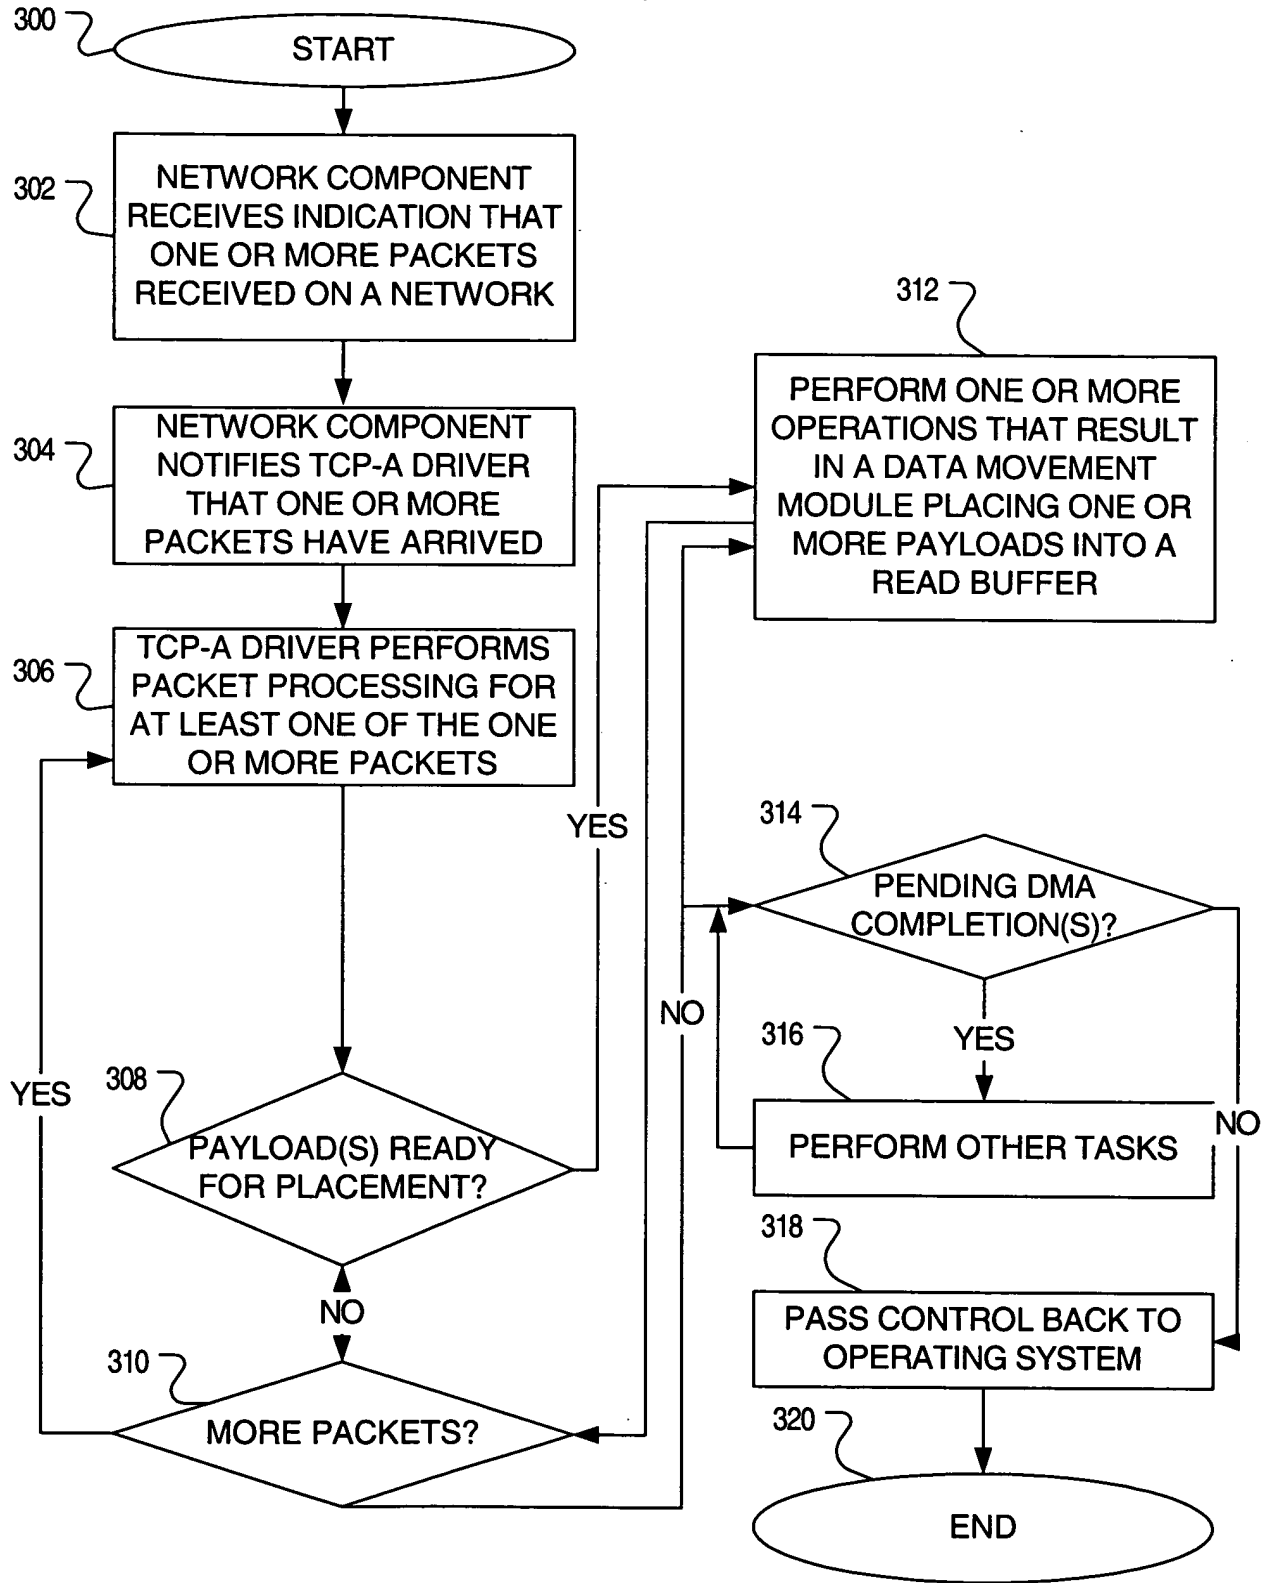 300
START
302
NETWORK COMPONENT
RECEIVES INDICATION THAT
ONE OR MORE PACKETS
RECEIVED ON A NETWORK
304
NETWORK COMPONENT
NOTIFIES TCP-A DRIVER
THAT ONE OR MORE
PACKETS HAVE ARRIVED
306
TCP-A DRIVER PERFORMS
PACKET PROCESSING FOR
AT LEAST ONE OF THE ONE
OR MORE PACKETS
YES
308
PAYLOAD(S) READY
FOR PLACEMENT?
YES
NO
310
MORE PACKETS?
NO
312
PERFORM ONE OR MORE
OPERATIONS THAT RESULT
IN A DATA MOVEMENT
MODULE PLACING ONE OR
MORE PAYLOADS INTO A
READ BUFFER
314
PENDING DMA
COMPLETION(S)?
YES
316
PERFORM OTHER TASKS
NO
318
PASS CONTROL BACK TO
OPERATING SYSTEM
320
END